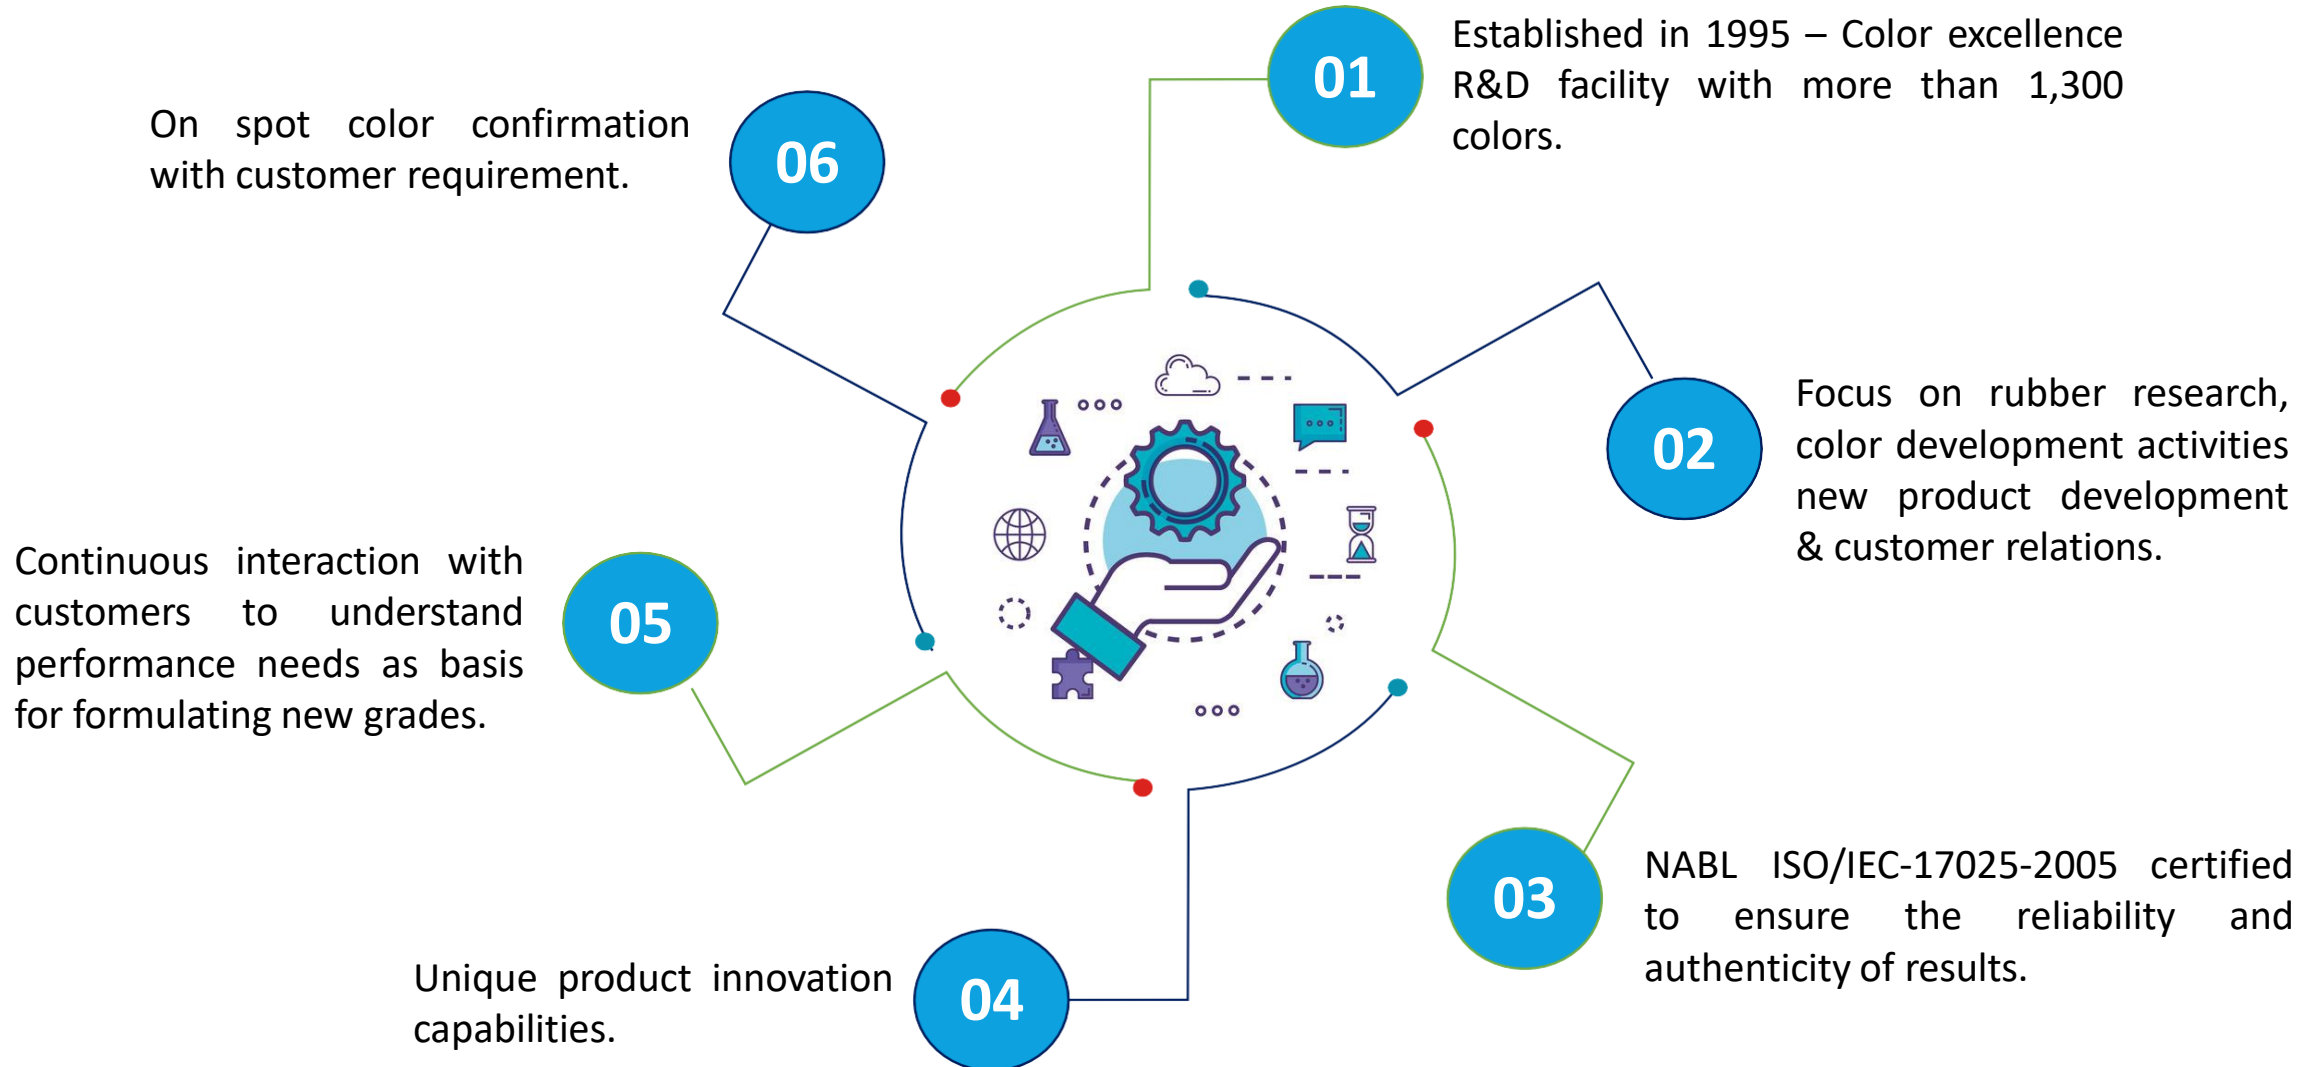 01
Established in 1995 – Color excellence
R&D facility with more than 1,300
colors.
02
Focus on rubber research,
color development activities
new product development
& customer relations.
03
NABL ISO/IEC-17025-2005 certified
to ensure the reliability and
authenticity of results.
04
Unique product innovation
capabilities.
05
Continuous interaction with
customers to understand
performance needs as basis
for formulating new grades.
06
On spot color confirmation
with customer requirement.